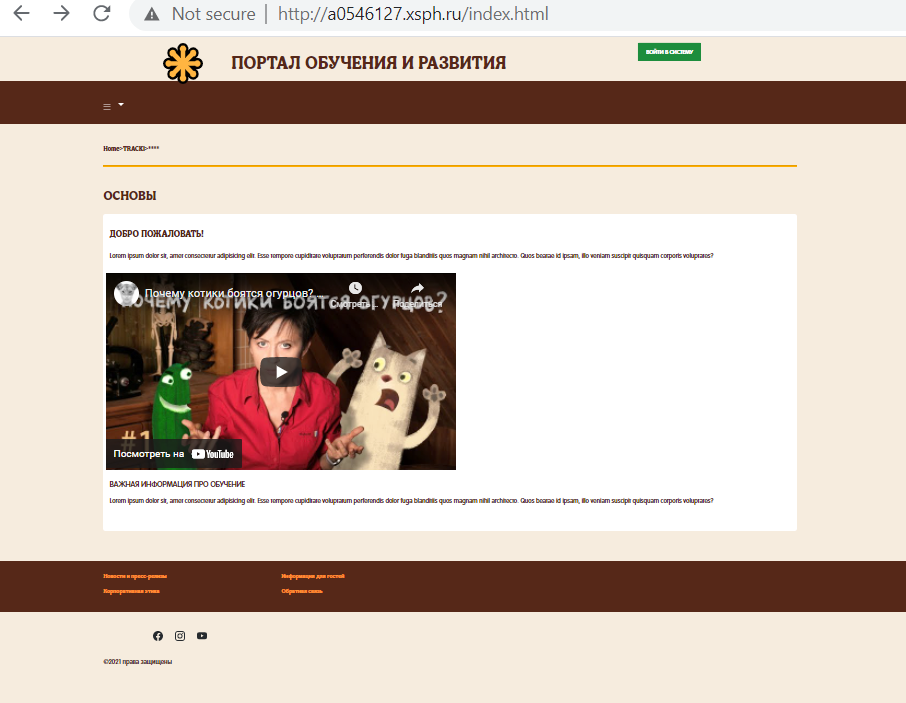 Not secure | http://a0546127.xsph.ru/index.html
ПОРТАЛ ОБУЧЕНИЯ И РАЗВИТИЯ
ВОЙТИ В СИСТЕМУ
Home>TRACKS>****
ОСНОВЫ
ДОБРО ПОЖАЛОВАТЬ!
Lorem ipsum dolor sit, amet consectetur adipisicing elit. Esse tempore cupiditate voluptatum perferendis dolor fuga blanditiis quos magnam nihil architecto. Quos beatae id ipsam, illo veniam suscipit quisquam corporis voluptates?
Почему котики боятся огурцов?...
Смотреть ...
Поделиться
ПОЧЕМУ КОТИКИ БОЯТСЯ ОГУРЦОВ?
#1
Посмотреть на YouTube
ВАЖНАЯ ИНФОРМАЦИЯ ПРО ОБУЧЕНИЕ
Lorem ipsum dolor sit, amet consectetur adipisicing elit. Esse tempore cupiditate voluptatum perferendis dolor fuga blanditiis quos magnam nihil architecto. Quos beatae id ipsam, illo veniam suscipit quisquam corporis voluptates?
Новости и пресс-релизы
Информация для гостей
Корпоративная этика
Обратная связь
©2021 права защищены